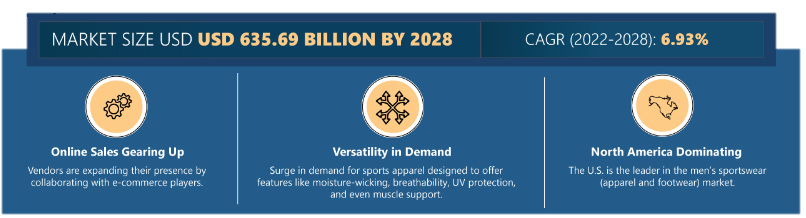 MARKET SIZE USD USD 635.69 BILLION BY 2028
CAGR (2022-2028): 6.93%
Online Sales Gearing Up
Vendors are expanding their presence by
collaborating with e-commerce players.
Versatility in Demand
Surge in demand for sports apparel designed to offer
features like moisture-wicking, breathability, UV protection,
and even muscle support.
North America Dominating
The U.S. is the leader in the men's sportswear
(apparel and footwear) market.